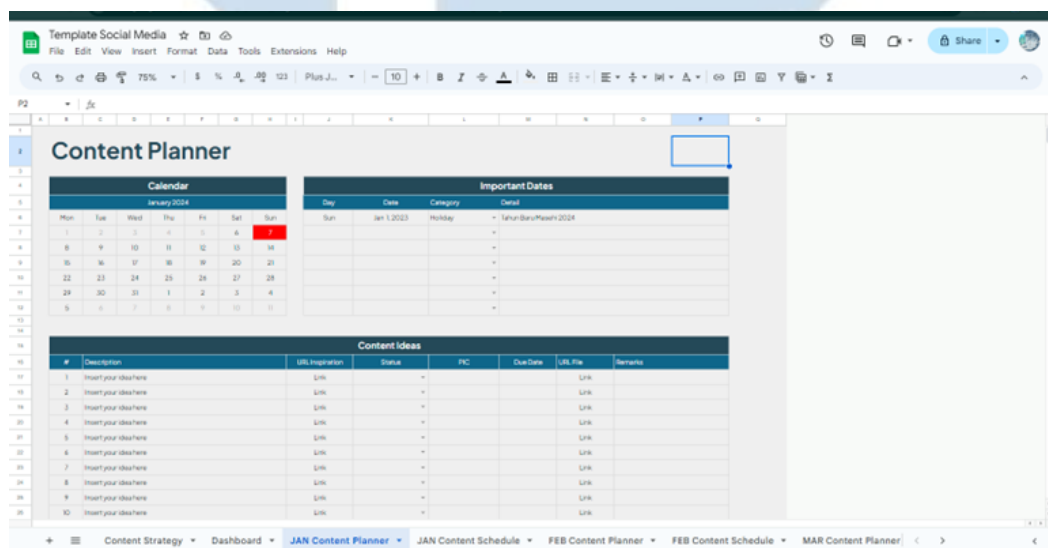 Template Social Media
File Edit View Insert Format Data Tools Extensions Help
Share
75% $ % .0 .00 123 Plus J... − 10 + B I A
P2 fx
A B C D E F G H I J K L M N O P Q
Content Planner
Calendar
January 2024
Mon Tue Wed Thu Fri Sat Sun
1 2 3 4 5 6 7
8 9 10 11 12 13 14
15 16 17 18 19 20 21
22 23 24 25 26 27 28
29 30 31 1 2 3 4
5 6 7 8 9 10 11
Important Dates
Day Date Category Detail
Sun Jan 1, 2023 Holiday Tahun Baru Masehi 2024
Content Ideas
# Description URL Inspiration Status PIC Due Date URL File Remarks
1 Insert your idea here Link Link
2 Insert your idea here Link Link
3 Insert your idea here Link Link
4 Insert your idea here Link Link
5 Insert your idea here Link Link
6 Insert your idea here Link Link
7 Insert your idea here Link Link
8 Insert your idea here Link Link
9 Insert your idea here Link Link
10 Insert your idea here Link Link
Content Strategy Dashboard JAN Content Planner JAN Content Schedule FEB Content Planner FEB Content Schedule MAR Content Planner